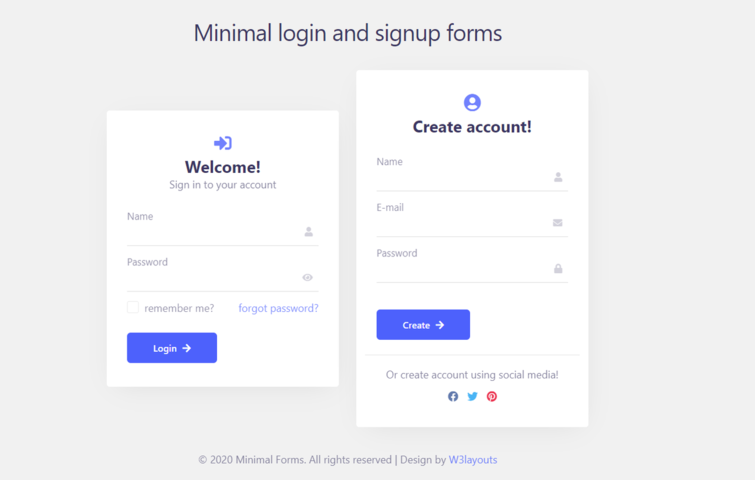 Minimal login and signup forms
Welcome!
Sign in to your account
Name
Password
remember me? forgot password?
Login
Create account!
Name
E-mail
Password
Create
Or create account using social media!
© 2020 Minimal Forms. All rights reserved | Design by W3layouts